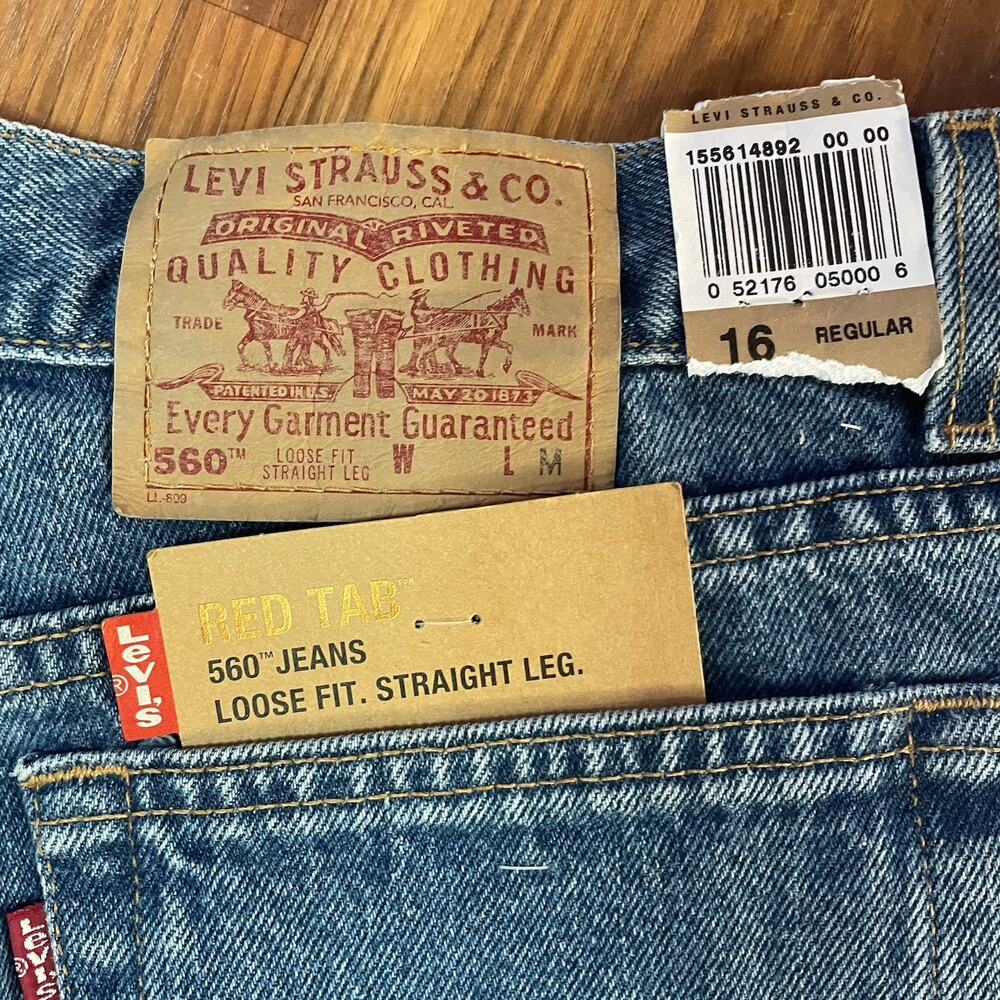 LEVI STRAUSS & CO.
SAN FRANCISCO, CAL.
ORIGINAL RIVETED
QUALITY CLOTHING
TRADE MARK
PATENTED IN U.S. MAY 20 1873
Every Garment Guaranteed
560™ LOOSE FIT STRAIGHT LEG W L M
LL-809
LEVI STRAUSS & CO.
155614892 00 00
0 52176 05000 6
16 REGULAR
RED TAB™
560™ JEANS
LOOSE FIT. STRAIGHT LEG.
Levi's ®
Levi's ®